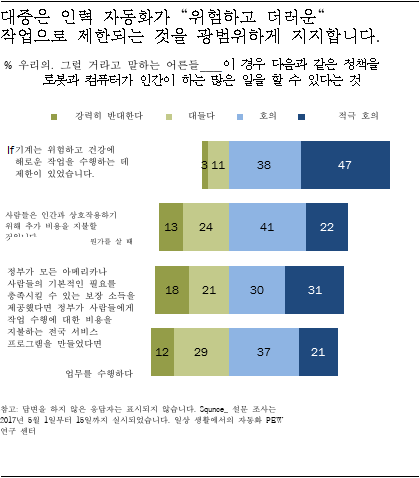 대중은 인력 자동화가 “위험하고 더러운“
작업으로 제한되는 것을 광범위하게 지지합니다.
% 우리의. 그럴 거라고 말하는 어른들____이 경우 다음과 같은 정책을
로봇과 컴퓨터가 인간이 하는 많은 일을 할 수 있다는 것
강력히 반대한다 대들다 호의 적극 호의
If기계는 위험하고 건강에
해로운 작업을 수행하는 데
제한이 있었습니다.
3 11 38 47
사람들은 인간과 상호작용하기
위해 추가 비용을 지불할
뭔가를 살 때
13 24 41 22
정부가 모든 아메리카나
사람들의 기본적인 필요를
충족시킬 수 있는 보장 소득을
제공했다면 정부가 사람들에게
작업 수행에 대한 비용을
지불하는 전국 서비스
프로그램을 만들었다면
업무를 수행하다
18 21 30 31
12 29 37 21
참고: 답변을 하지 않은 응답자는 표시되지 않습니다. Squnce_ 설문 조사는
2017년 5월 1일부터 15일까지 실시되었습니다. 일상 생활에서의 자동화 PEW
연구 센터